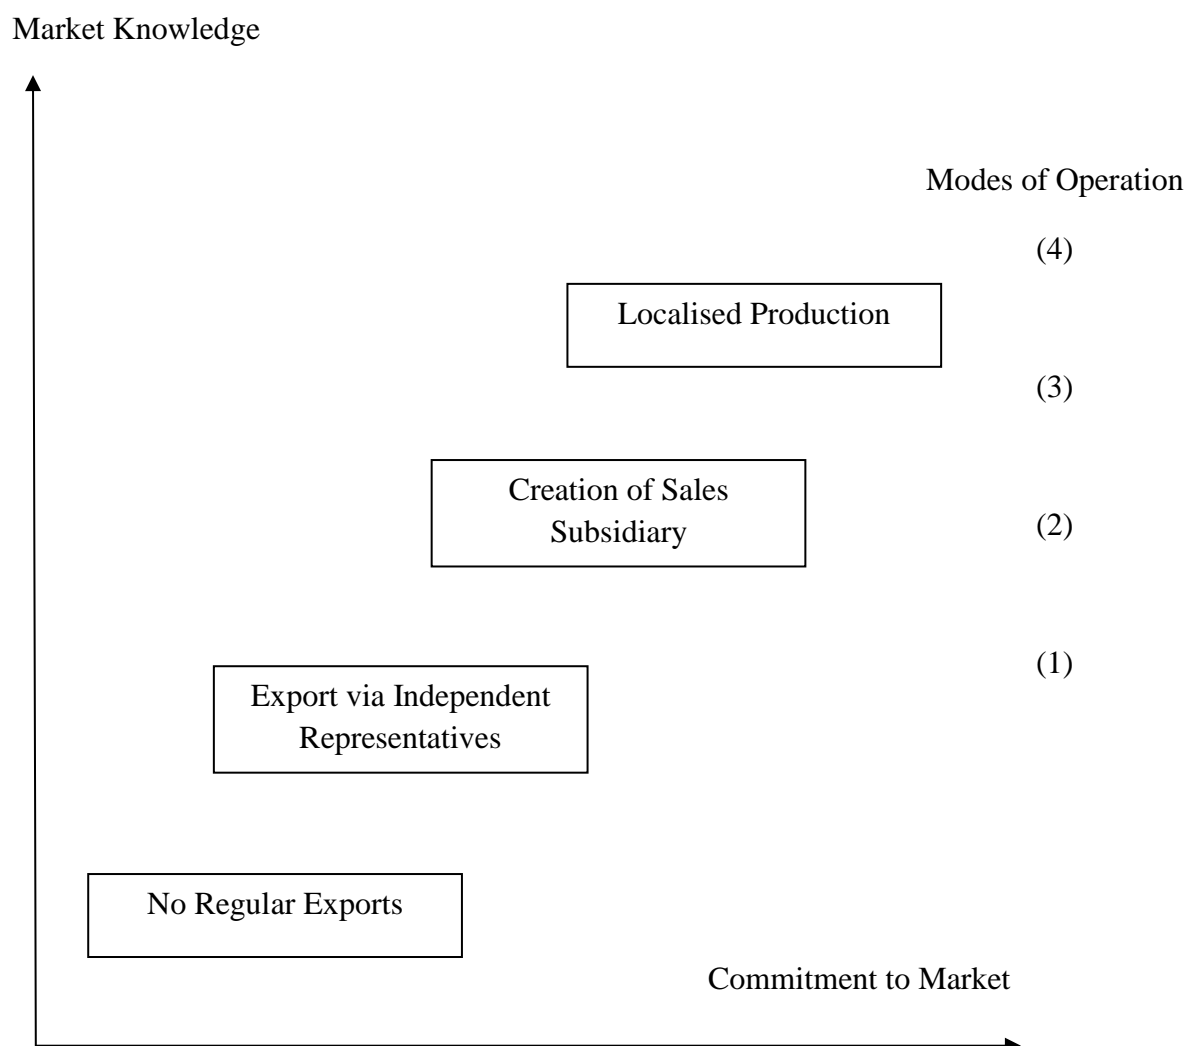 Market Knowledge
Modes of Operation
(4)
Localised Production
(3)
Creation of Sales
Subsidiary
(2)
(1)
Export via Independent
Representatives
No Regular Exports
Commitment to Market